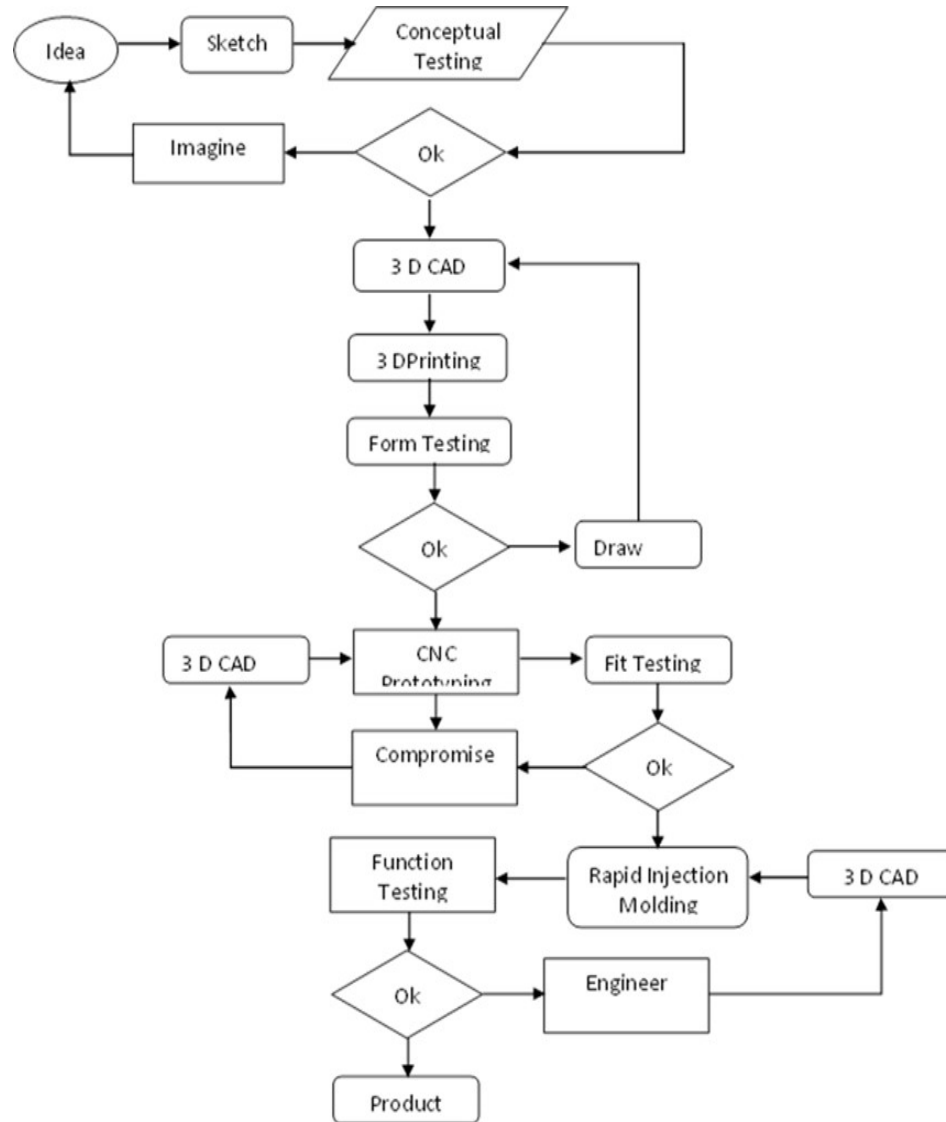 Idea
Sketch
Conceptual
Testing
Imagine
Ok
3 D CAD
3 DPrinting
Form Testing
Ok
Draw
3 D CAD
CNC
Prototyping
Fit Testing
Compromise
Ok
Function
Testing
Rapid Injection
Molding
3 D CAD
Ok
Engineer
Product